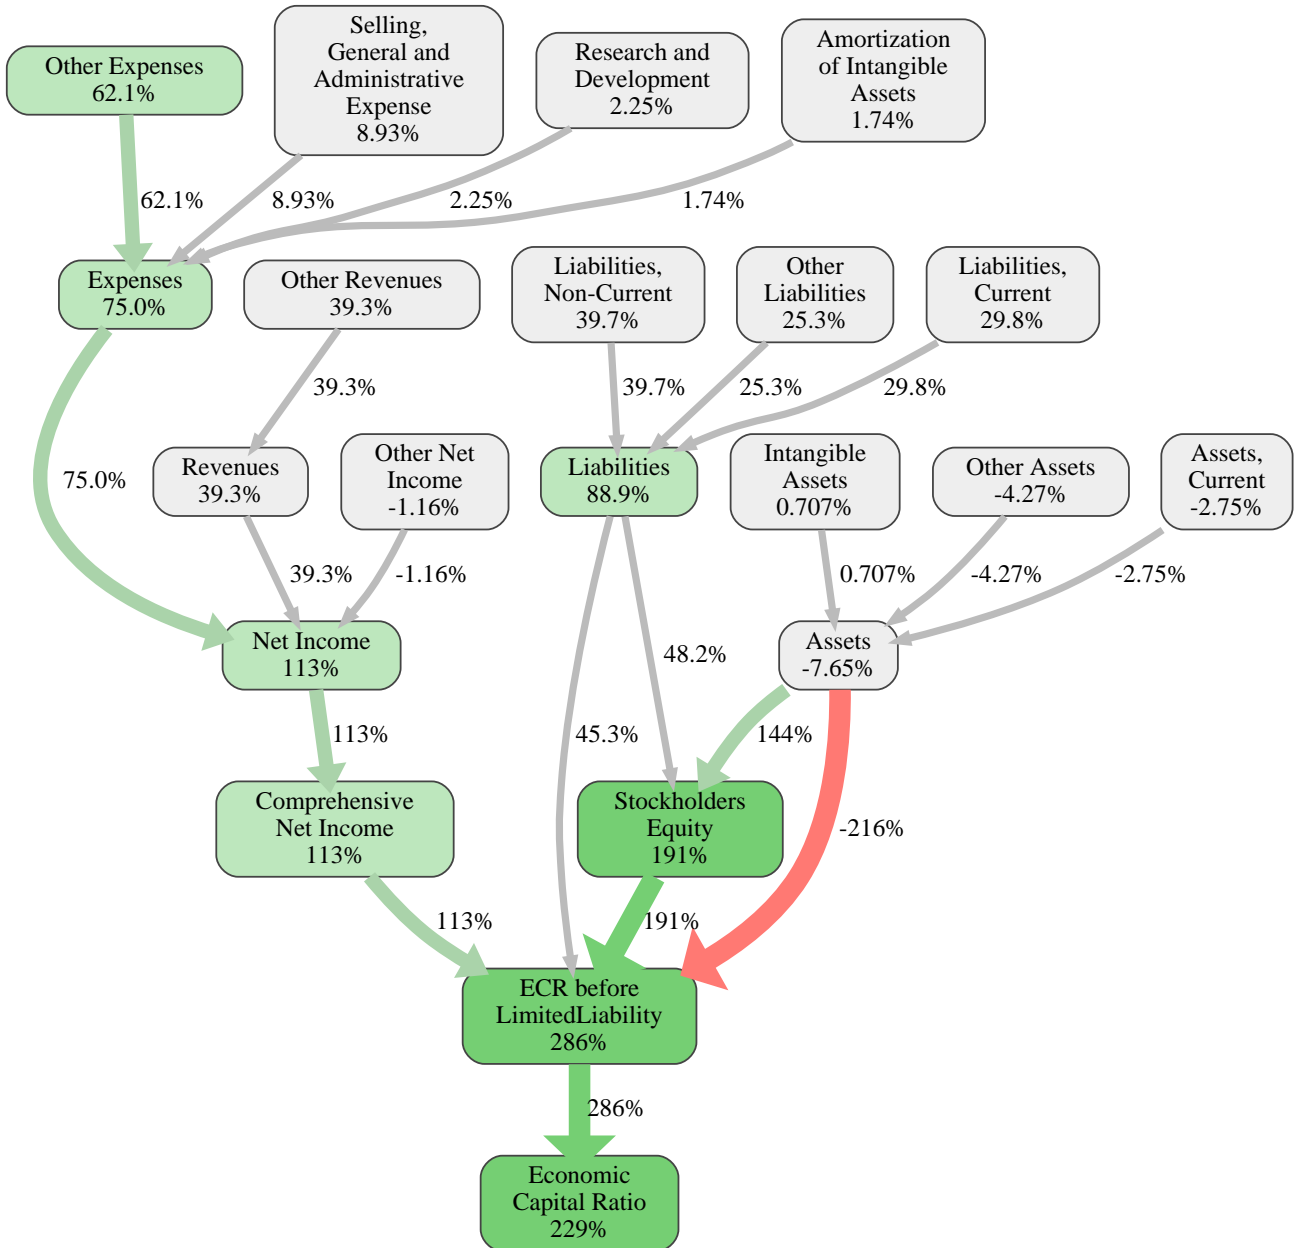 Other Expenses
62.1%
Selling,
General and
Administrative
Expense
8.93%
Research and
Development
2.25%
Amortization
of Intangible
Assets
1.74%
62.1%
8.93%
2.25%
1.74%
Expenses
75.0%
Other Revenues
39.3%
Liabilities,
Non-Current
39.7%
Other
Liabilities
25.3%
Liabilities,
Current
29.8%
39.3%
39.7%
25.3%
29.8%
75.0%
Revenues
39.3%
Other Net
Income
-1.16%
Liabilities
88.9%
Intangible
Assets
0.707%
Other Assets
-4.27%
Assets,
Current
-2.75%
39.3%
-1.16%
0.707%
-4.27%
-2.75%
Net Income
113%
48.2%
Assets
-7.65%
113%
45.3%
144%
Comprehensive
Net Income
113%
Stockholders
Equity
191%
-216%
113%
191%
ECR before
LimitedLiability
286%
286%
Economic
Capital Ratio
229%